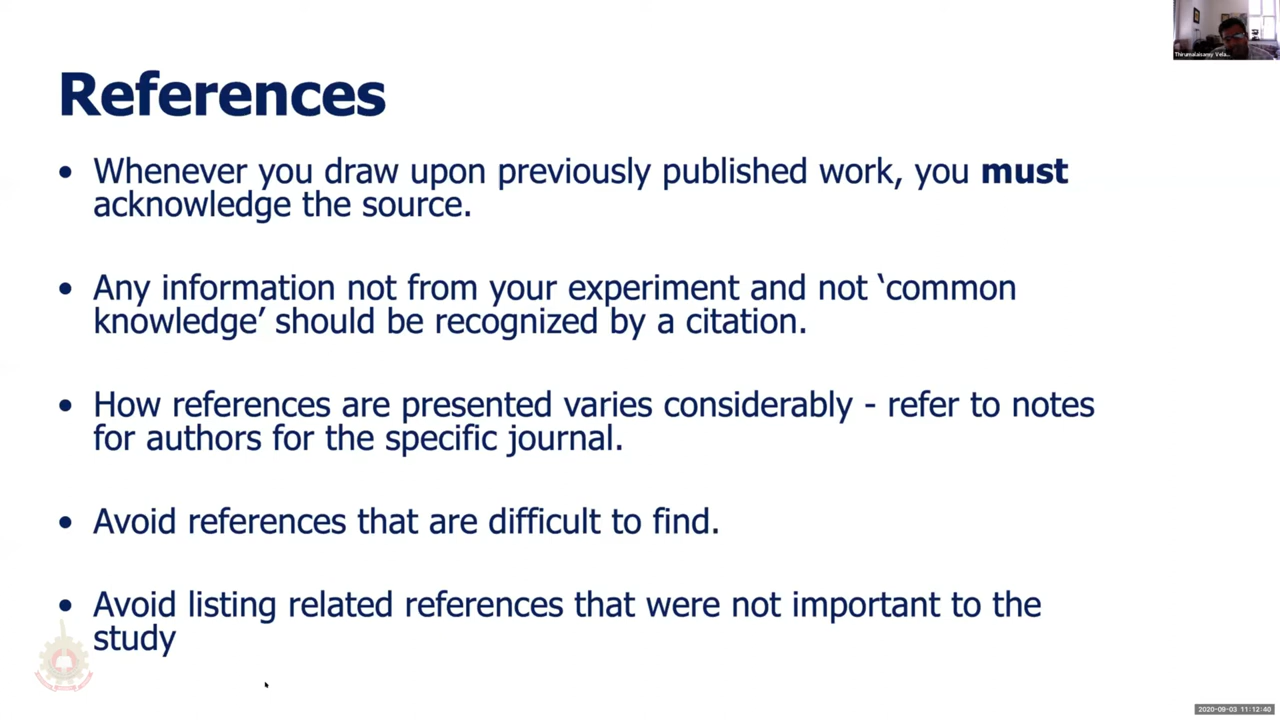 Thirumalaisamy Vela...
References
• Whenever you draw upon previously published work, you must
acknowledge the source.
• Any information not from your experiment and not ‘common
knowledge’ should be recognized by a citation.
• How references are presented varies considerably - refer to notes
for authors for the specific journal.
• Avoid references that are difficult to find.
• Avoid listing related references that were not important to the
study
2020-09-03 11:12:40